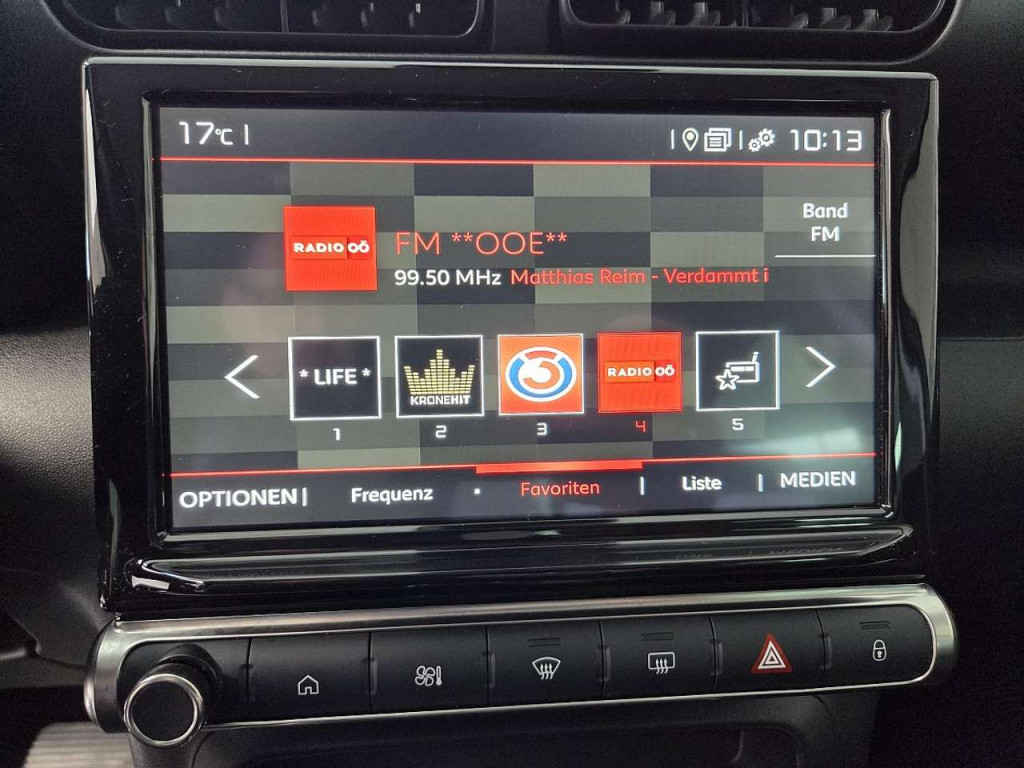 17°C
10:13
Band
FM
RADIO OÖ
FM **OOE**
99.50 MHz Matthias Reim - Verdammt i
* LIFE *
KRONEHIT
3
RADIO OÖ
1 2 3 4 5
OPTIONEN Frequenz Favoriten Liste MEDIEN